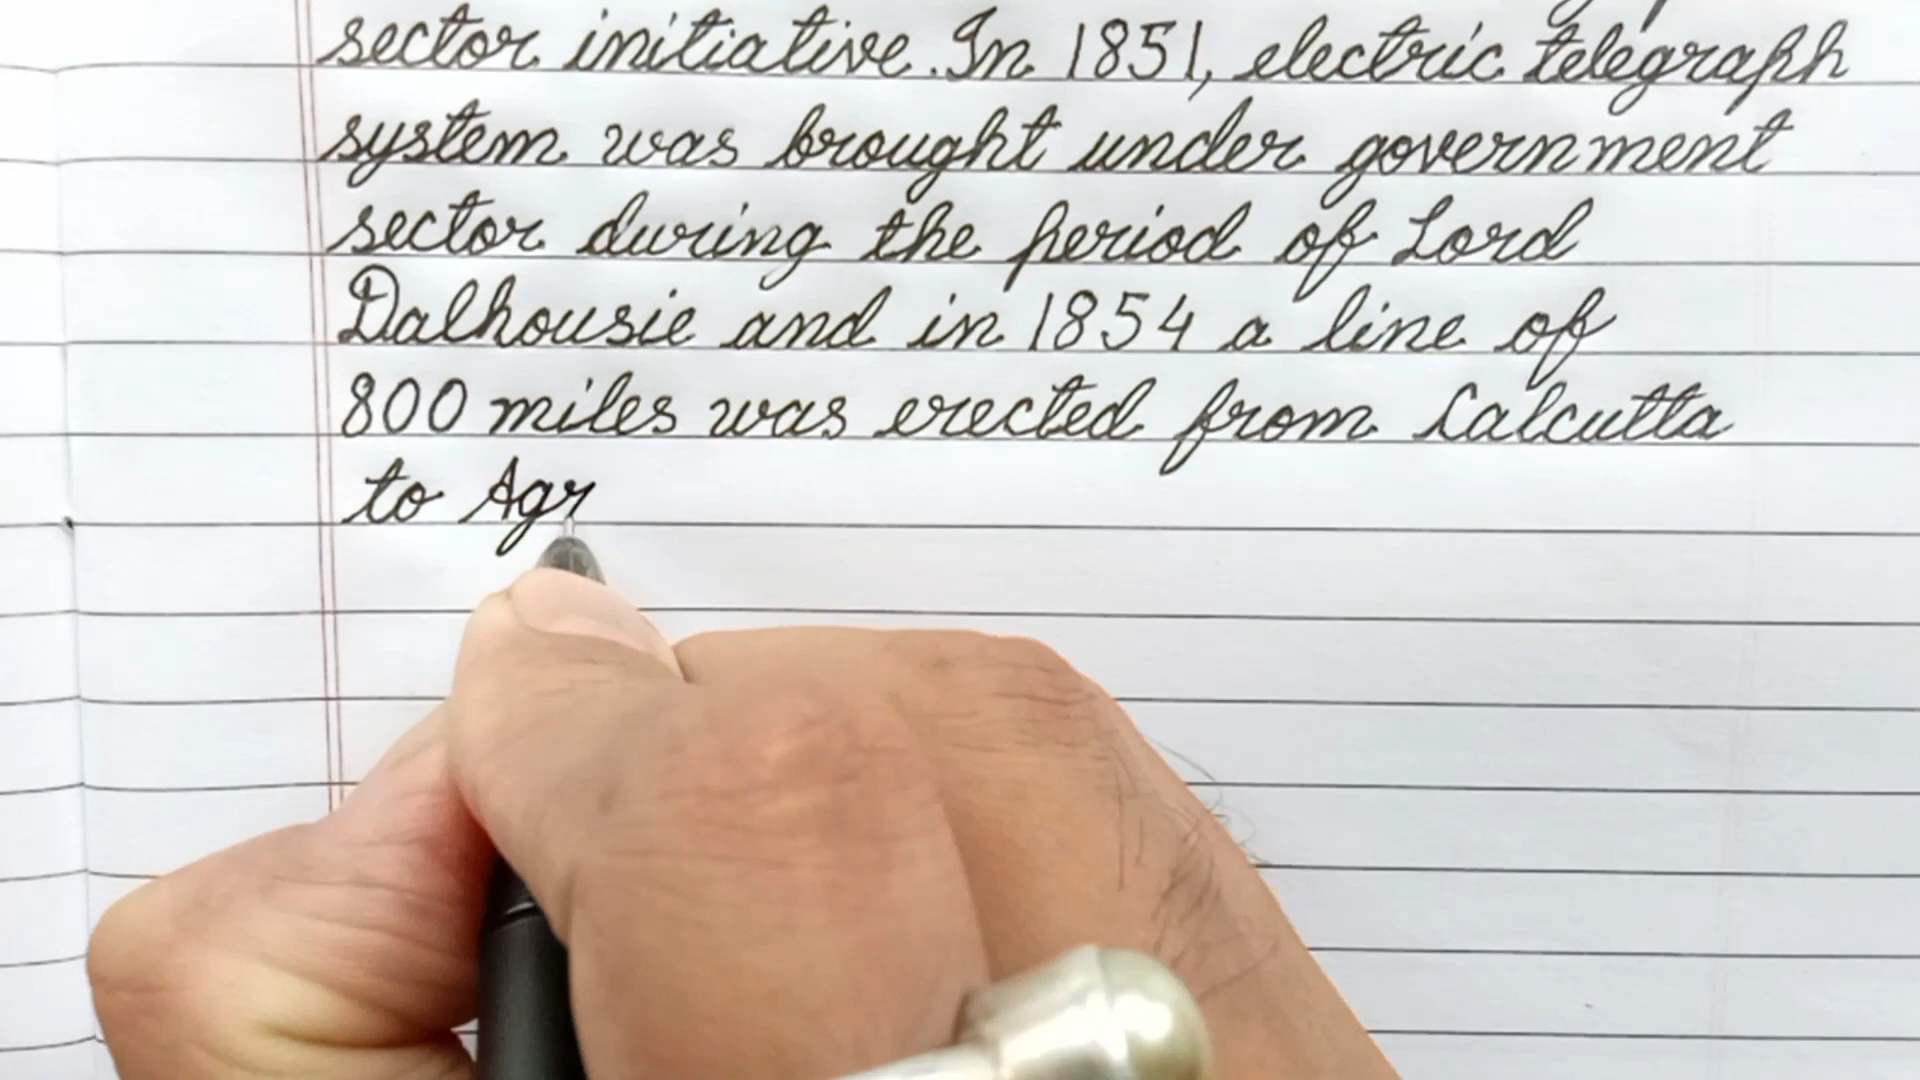 sector initiative. In 1851, electric telegraph
system was brought under government
sector during the period of Lord
Dalhousie and in 1854 a line of
800 miles was erected from Calcutta
to Agr